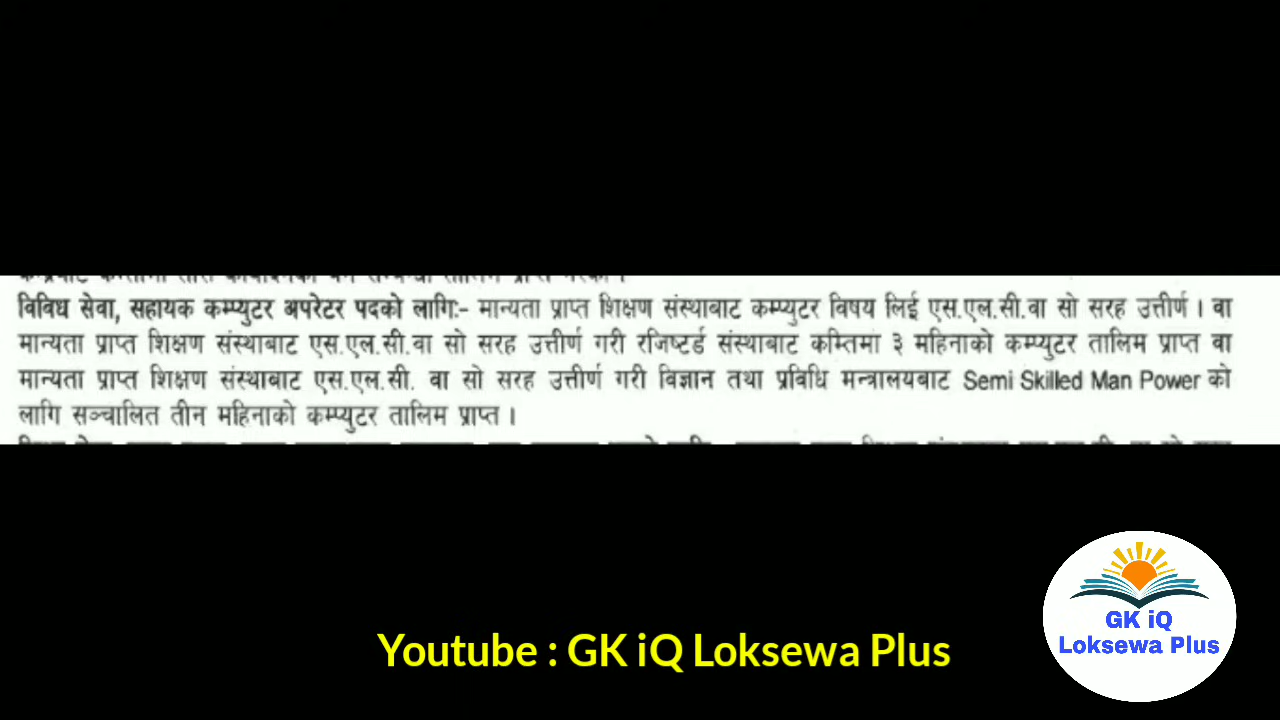 विविध सेवा, सहायक कम्प्युटर अपरेटर पदको लागिः- मान्यता प्राप्त शिक्षण संस्थाबाट कम्प्युटर विषय लिई एस.एल.सी.वा सो सरह उत्तीर्ण । वा
मान्यता प्राप्त शिक्षण संस्थाबाट एस.एल.सी.वा सो सरह उत्तीर्ण गरी रजिष्टर्ड संस्थाबाट कम्तिमा ३ महिनाको कम्प्युटर तालिम प्राप्त वा
मान्यता प्राप्त शिक्षण संस्थाबाट एस.एल.सी. वा सो सरह उत्तीर्ण गरी विज्ञान तथा प्रविधि मन्त्रालयबाट Semi Skilled Man Power को
लागि सञ्चालित तीन महिनाको कम्प्युटर तालिम प्राप्त ।
GK iQ
Loksewa Plus
Youtube : GK iQ Loksewa Plus